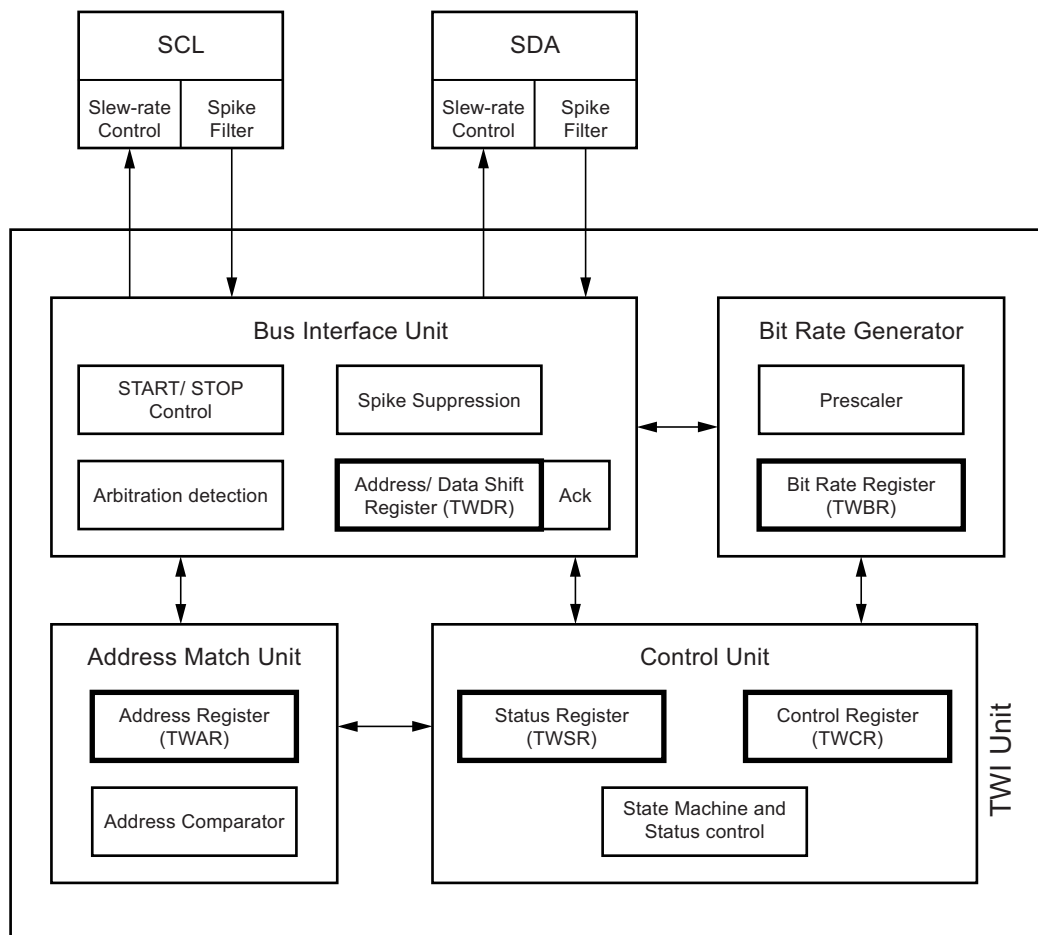 SCL
SDA
Slew-rate
Control
Spike
Filter
Slew-rate
Control
Spike
Filter
Bus Interface Unit
START/ STOP
Control
Spike Suppression
Arbitration detection
Address/ Data Shift
Register (TWDR)
Ack
Bit Rate Generator
Prescaler
Bit Rate Register
(TWBR)
Address Match Unit
Address Register
(TWAR)
Address Comparator
Control Unit
Status Register
(TWSR)
Control Register
(TWCR)
State Machine and
Status control
TWI Unit